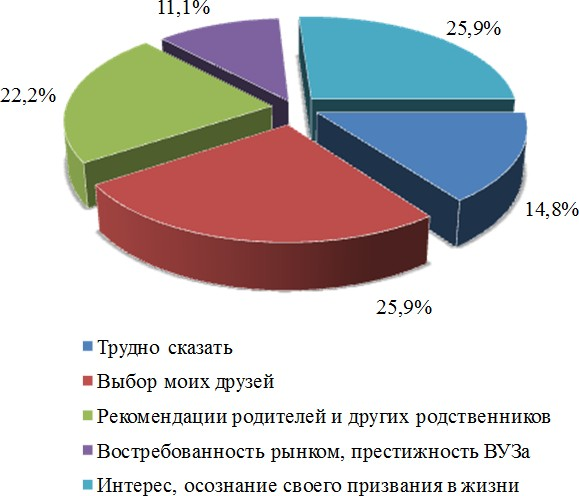 11,1%
25,9%
22,2%
14,8%
25,9%
Трудно сказать
Выбор моих друзей
Рекомендации родителей и других родственников
Востребованность рынком, престижность ВУЗа
Интерес, осознание своего призвания в жизни